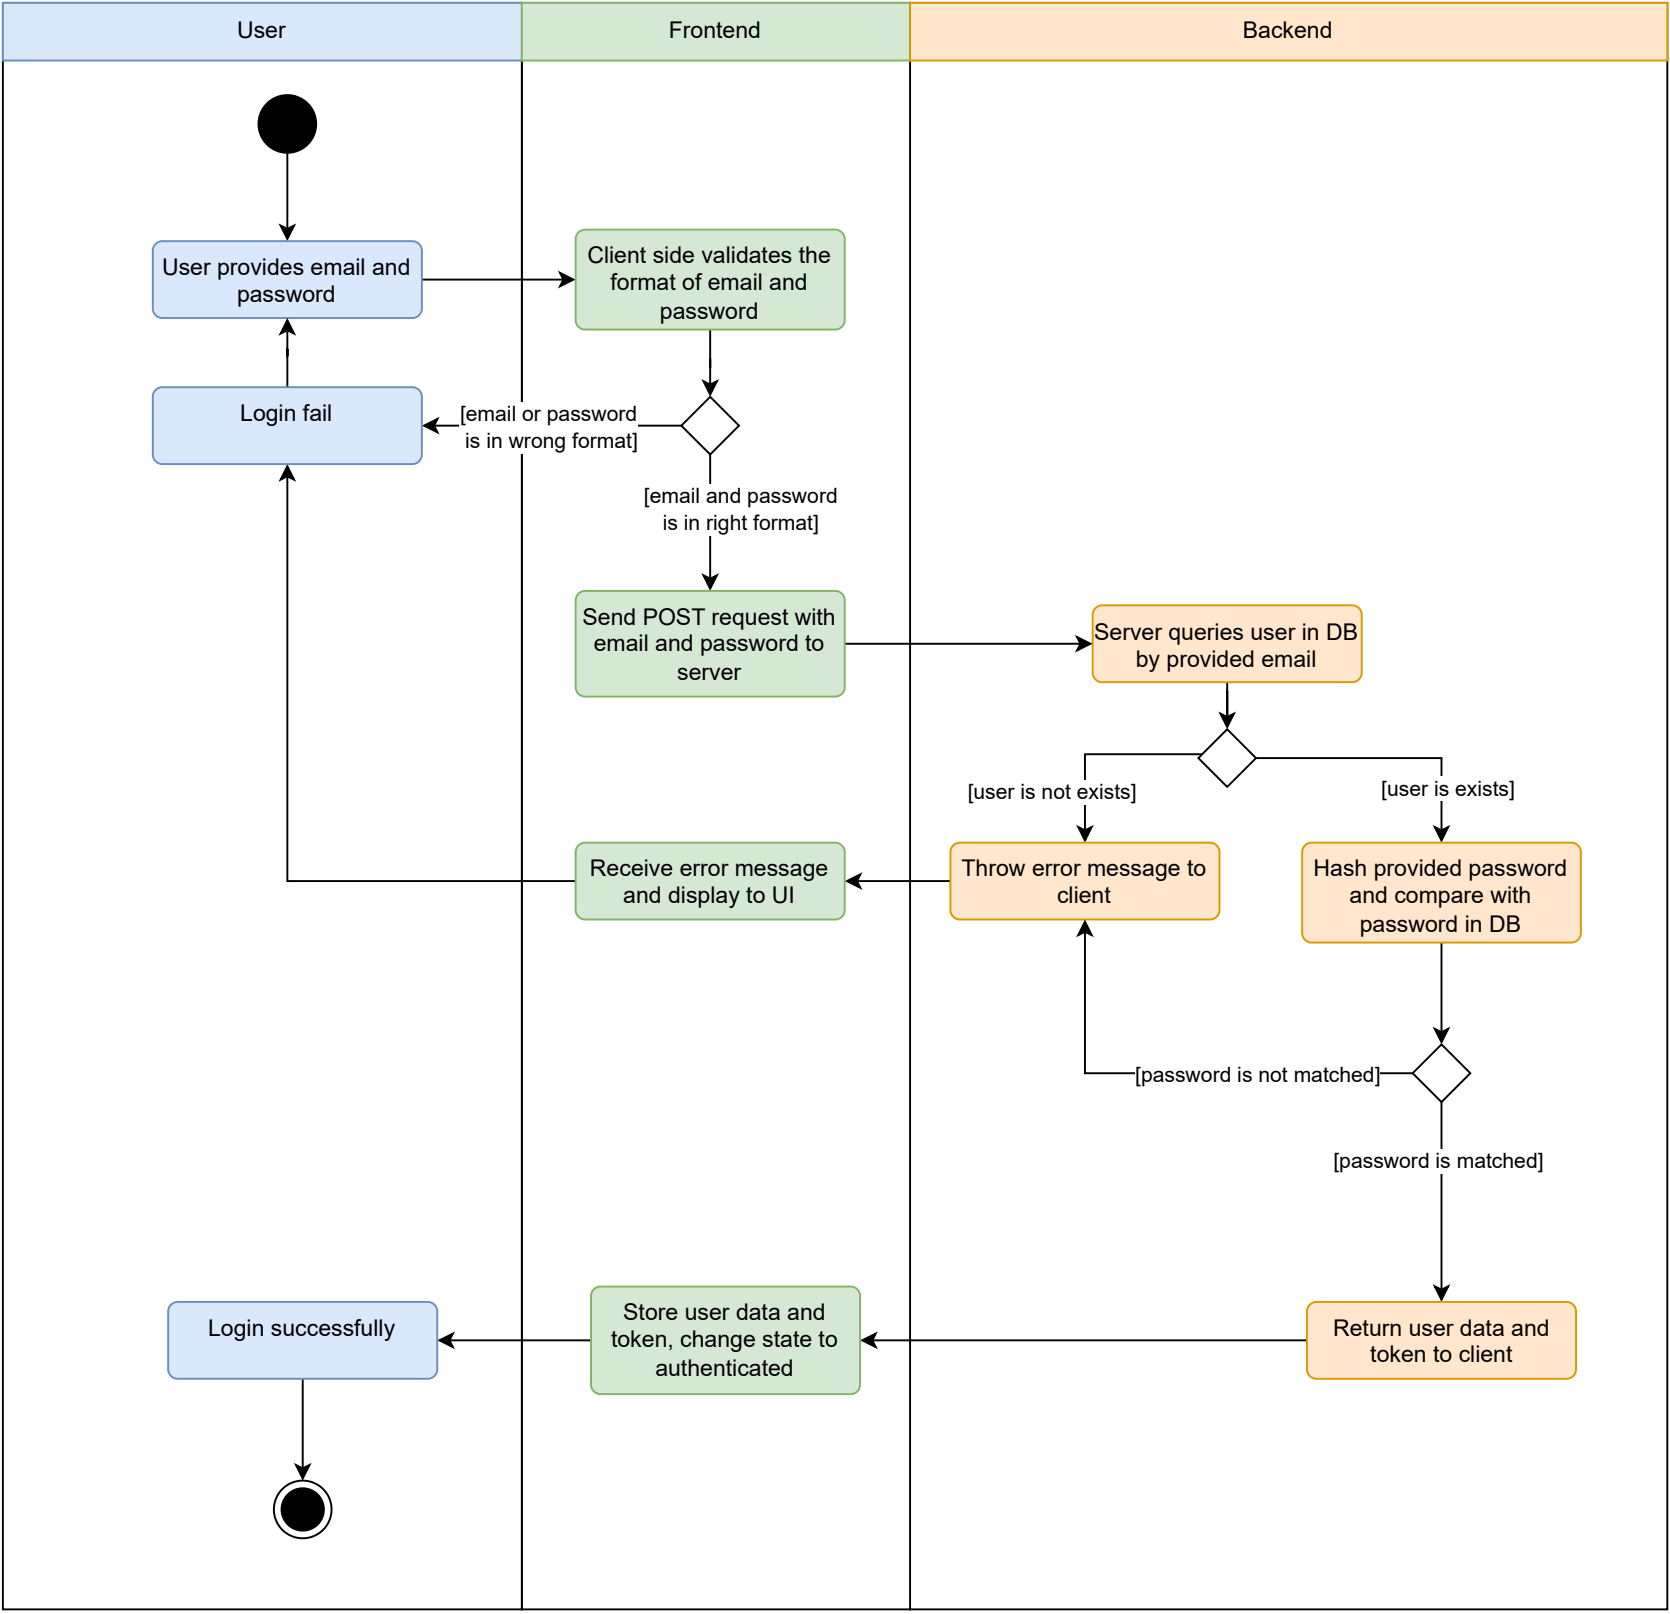 User
Frontend
Backend
User provides email and
password
Client side validates the
format of email and
password
Login fail
[email or password
is in wrong format]
[email and password
is in right format]
Send POST request with
email and password to
server
Server queries user in DB
by provided email
[user is not exists]
[user is exists]
Receive error message
and display to UI
Throw error message to
client
Hash provided password
and compare with
password in DB
[password is not matched]
[password is matched]
Login successfully
Store user data and
token, change state to
authenticated
Return user data and
token to client